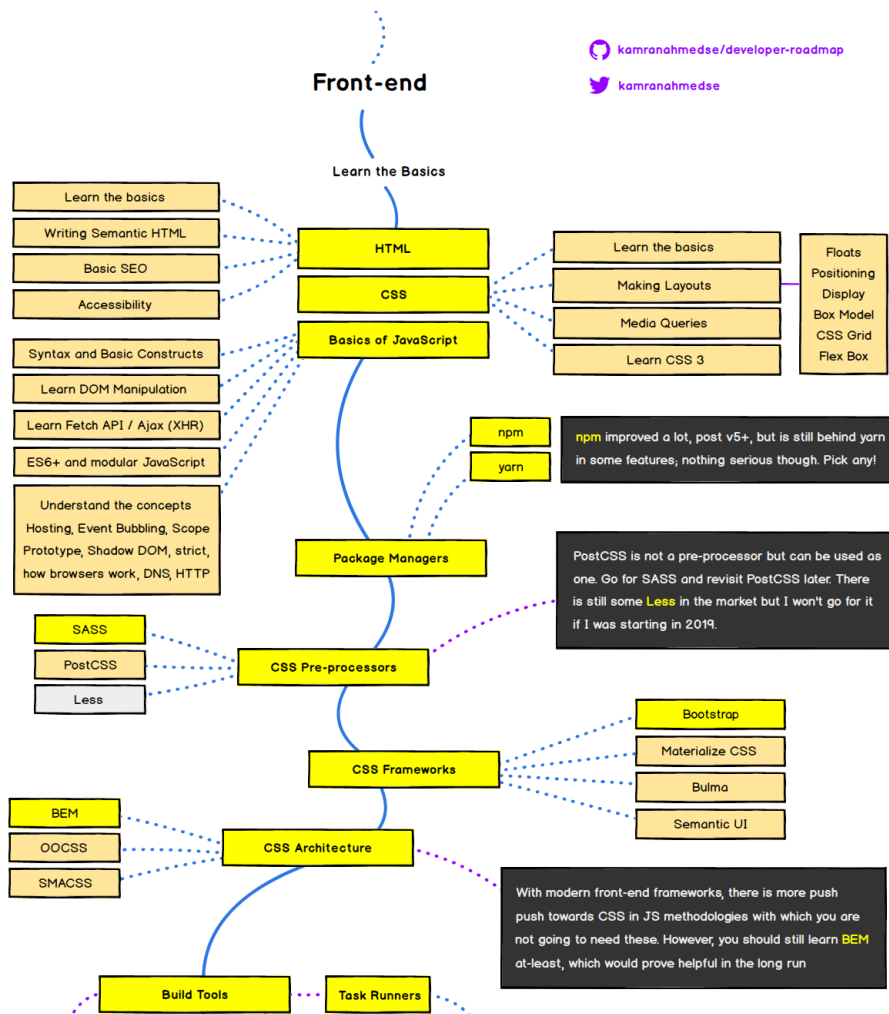 kamranahmedse/developer-roadmap
kamranahmedse
Front-end
Learn the Basics
Learn the basics
Writing Semantic HTML
Basic SEO
Accessibility
HTML
CSS
Basics of JavaScript
Learn the basics
Making Layouts
Media Queries
Learn CSS 3
Floats
Positioning
Display
Box Model
CSS Grid
Flex Box
Syntax and Basic Constructs
Learn DOM Manipulation
Learn Fetch API / Ajax (XHR)
ES6+ and modular JavaScript
Understand the concepts
Hosting, Event Bubbling, Scope
Prototype, Shadow DOM, strict,
how browsers work, DNS, HTTP
npm
yarn
npm improved a lot, post v5+, but is still behind yarn
in some features; nothing serious though. Pick any!
Package Managers
PostCSS is not a pre-processor but can be used as
one. Go for SASS and revisit PostCSS later. There
is still some Less in the market but I won't go for it
if I was starting in 2019.
SASS
PostCSS
Less
CSS Pre-processors
CSS Frameworks
Bootstrap
Materialize CSS
Bulma
Semantic UI
BEM
OOCSS
SMACSS
CSS Architecture
With modern front-end frameworks, there is more push
push towards CSS in JS methodologies with which you are
not going to need these. However, you should still learn BEM
at-least, which would prove helpful in the long run
Build Tools
Task Runners